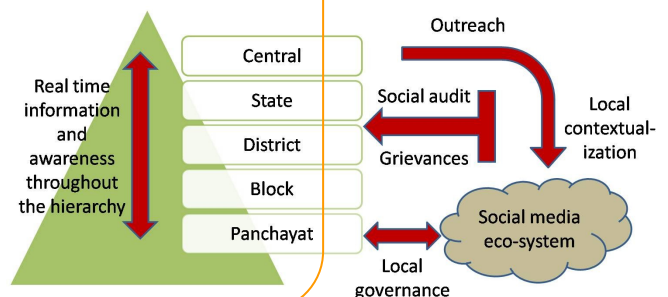 Real time
information
and
awareness
throughout
the hierarchy
Central
State
District
Block
Panchayat
Outreach
Social audit
Grievances
Local
contextual-
ization
Social media
eco-system
Local
governance